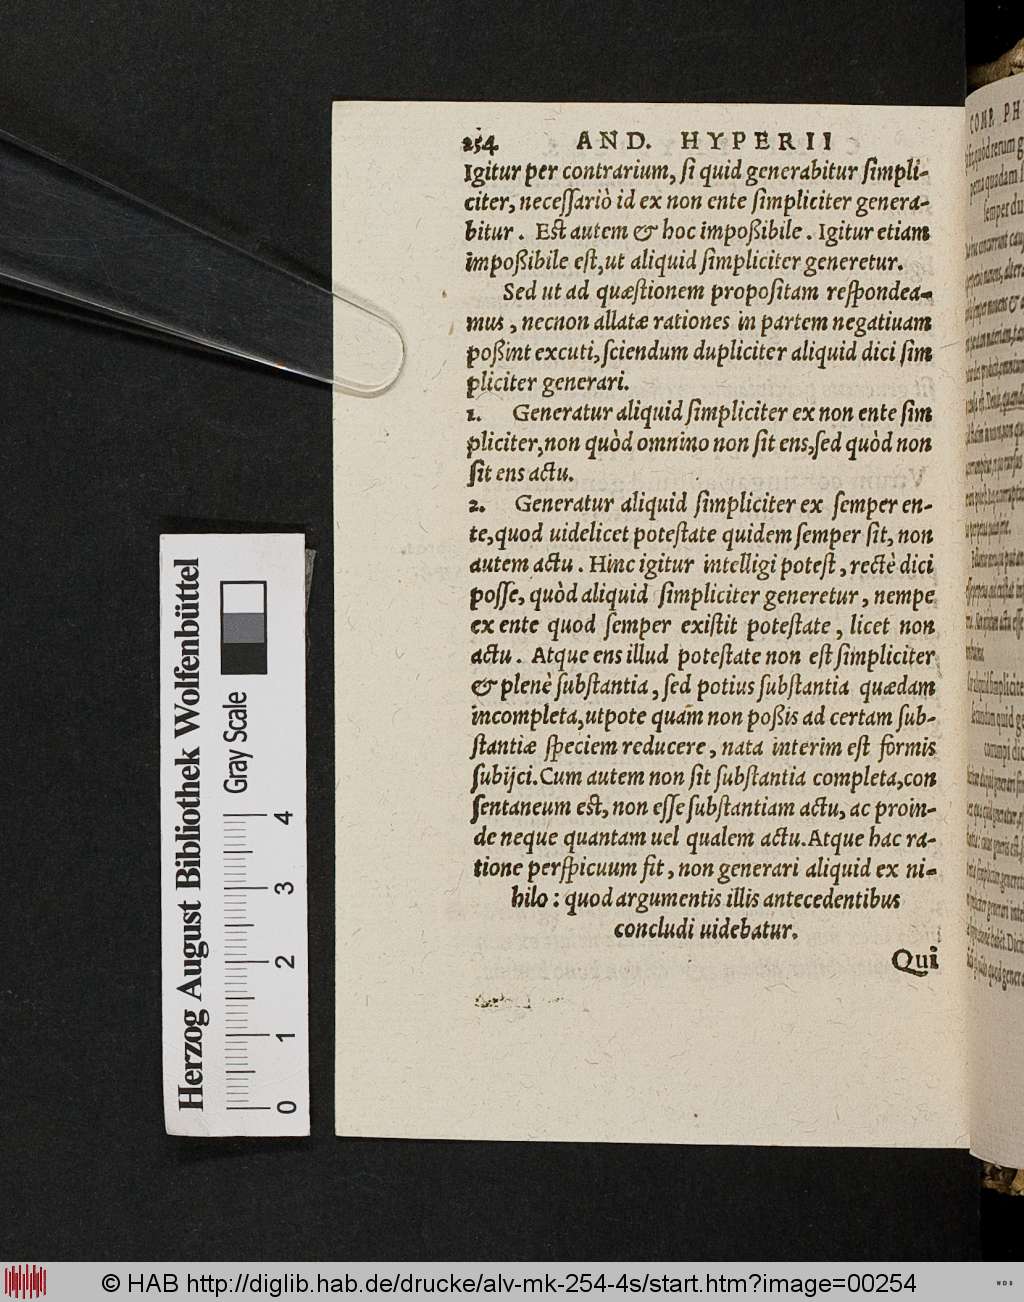 254 AND. HYPERII
Igitur per contrarium, ſi quid generabitur ſimpli-
citer, neceſſariò id ex non ente ſimpliciter genera-
bitur. Eſt autem & hoc impoßibile. Igitur etiam
impoßibile eſt, ut aliquid ſimpliciter generetur.
Sed ut ad quæſtionem propoſitam reſpondea-
mus, necnon allatæ rationes in partem negatiuam
poßint excuti, ſciendum dupliciter aliquid dici ſim
pliciter generari.
1. Generatur aliquid ſimpliciter ex non ente ſim
pliciter, non quòd omnino non ſit ens, ſed quòd non
ſit ens actu.
2. Generatur aliquid ſimpliciter ex ſemper en-
te, quod uidelicet poteſtate quidem ſemper ſit, non
autem actu. Hinc igitur intelligi poteſt, rectè dici
poſſe, quòd aliquid ſimpliciter generetur, nempe
ex ente quod ſemper exiſtit poteſtate, licet non
actu. Atque ens illud poteſtate non eſt ſimpliciter
& plenè ſubſtantia, ſed potius ſubſtantia quædam
incompleta, utpote quam non poßis ad certam ſub-
ſtantiæ ſpeciem reducere, nata interim eſt formis
ſubijci. Cum autem non ſit ſubſtantia completa, con
ſentaneum eſt, non eſſe ſubſtantiam actu, ac proin-
de neque quantam uel qualem actu. Atque hac ra-
tione perſpicuum fit, non generari aliquid ex ni-
hilo: quod argumentis illis antecedentibus
concludi uidebatur.
Qui
Herzog August Bibliothek Wolfenbüttel
Gray Scale
0 1 2 3 4
COMP. PH
© HAB http://diglib.hab.de/drucke/alv-mk-254-4s/start.htm?image=00254